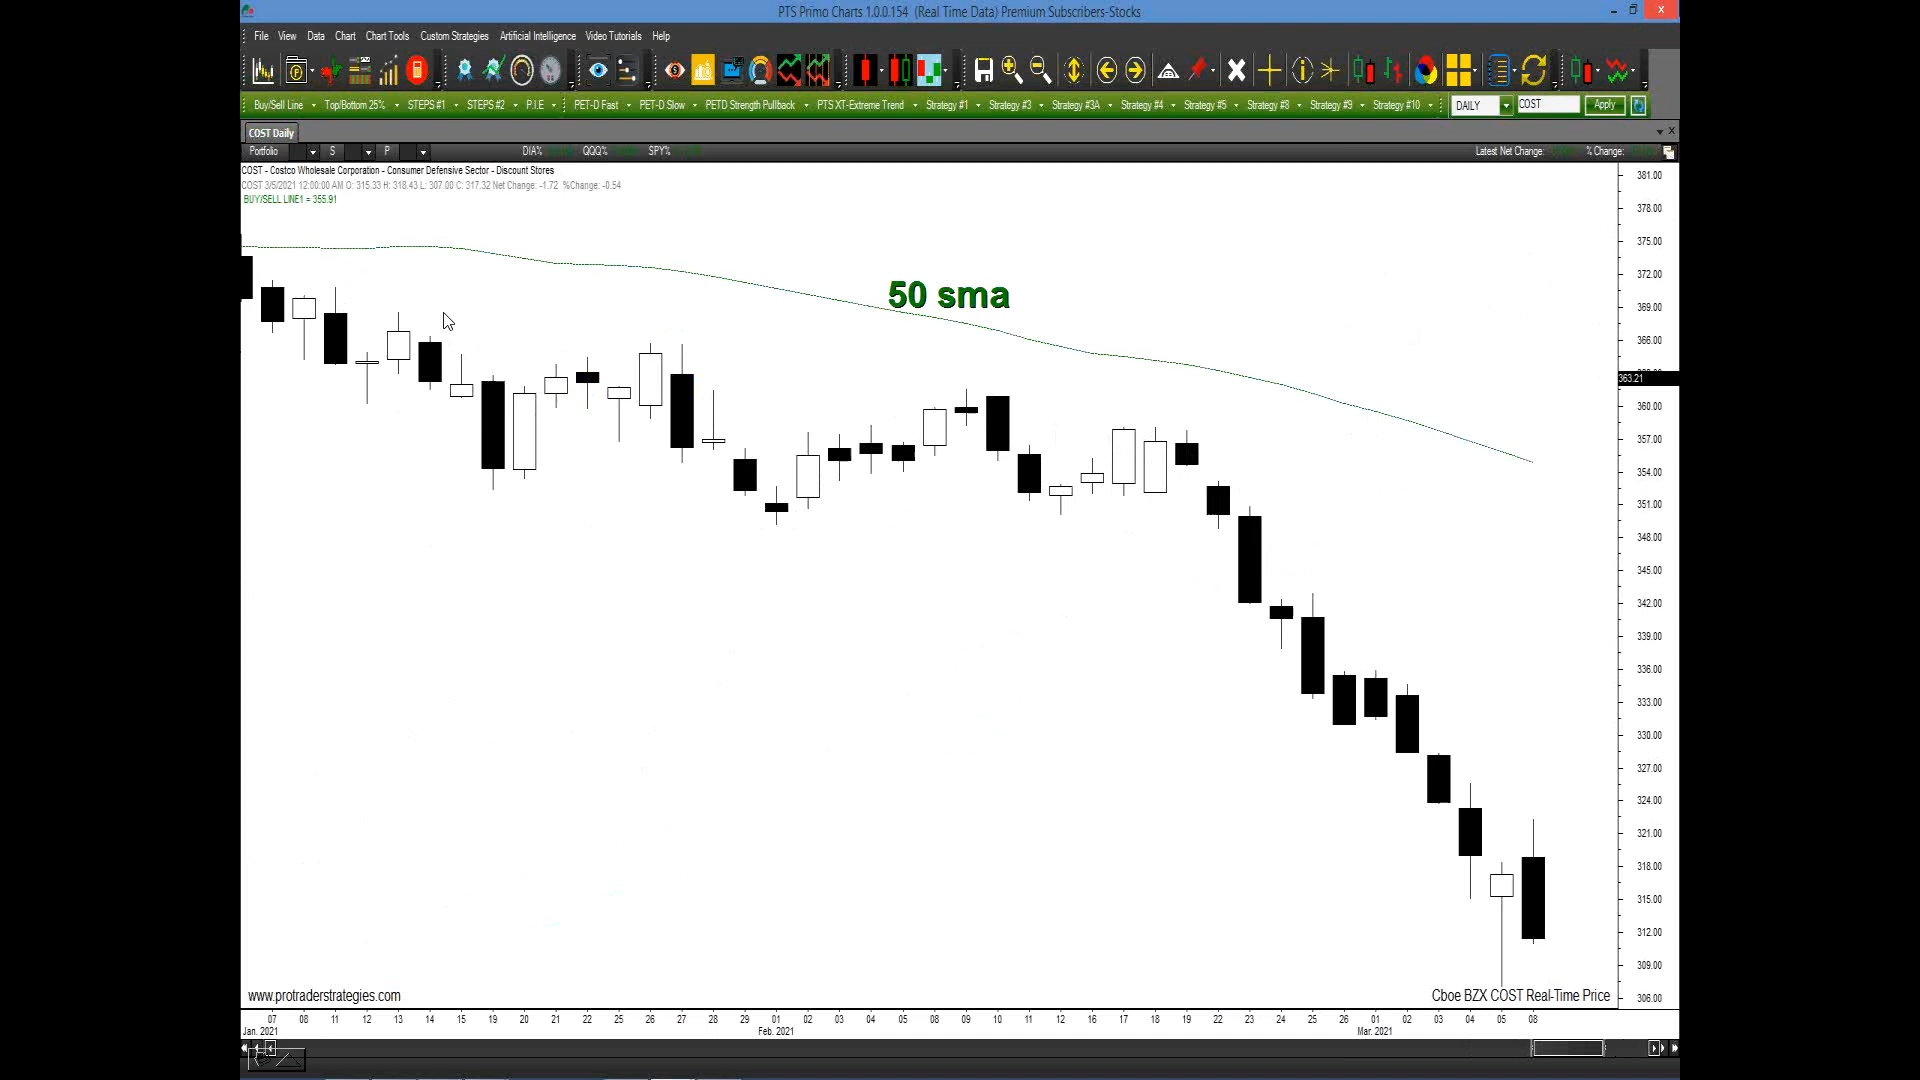 PTS Primo Charts 1.0.0.154 (Real Time Data) Premium Subscribers-Stocks
File View Data Chart Chart Tools Custom Strategies Artificial Intelligence Video Tutorials Help
Buy/Sell Line Top/Bottom 25% STEPS #1 STEPS #2 P.I.E PET-D Fast PET-D Slow PETD Strength Pullback PTS XT-Extreme Trend Strategy #1 Strategy #3 Strategy #3A Strategy #4 Strategy #5 Strategy #8 Strategy #9 Strategy #10 DAILY COST Apply
COST Daily
Portfolio S P DIA% QQQ% SPY% Latest Net Change: % Change:
COST - Costco Wholesale Corporation - Consumer Defensive Sector - Discount Stores
COST 3/5/2021 12:00:00 AM O: 315.33 H: 318.43 L: 307.00 C: 317.32 Net Change: -1.72 %Change: -0.54
BUY/SELL LINE1 = 355.91
50 sma
381.00
378.00
375.00
372.00
369.00
366.00
363.21
360.00
357.00
354.00
351.00
348.00
345.00
342.00
339.00
336.00
333.00
330.00
327.00
324.00
321.00
318.00
315.00
312.00
309.00
306.00
www.protraderstrategies.com Cboe BZX COST Real-Time Price
07 08 11 12 13 14 15 19 20 21 22 25 26 27 28 29 01 02 03 04 05 08 09 10 11 12 16 17 18 19 22 23 24 25 26 01 02 03 04 05 08
Jan. 2021 Feb. 2021 Mar. 2021